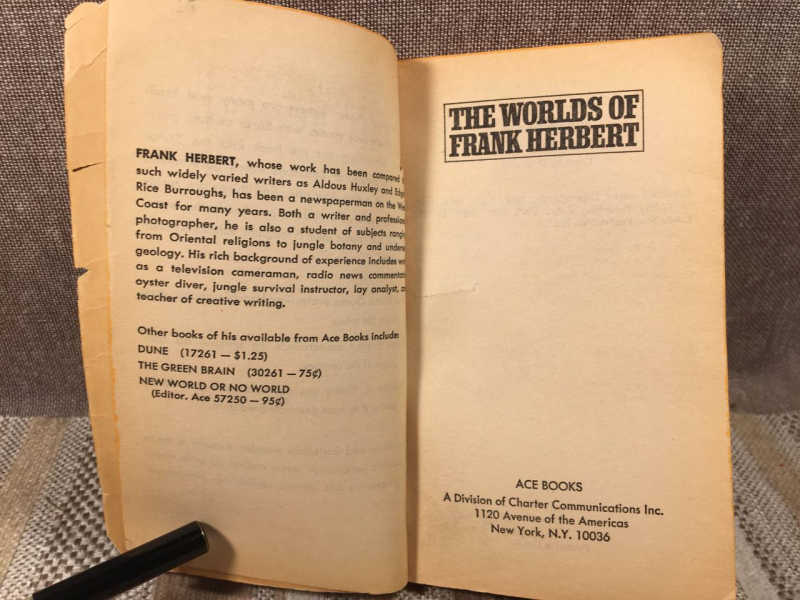 FRANK HERBERT, whose work has been compared
such widely varied writers as Aldous Huxley and
Rice Burroughs, has been a newspaperman on the
Coast for many years. Both a writer and
photographer, he is also a student of subjects
from Oriental religions to jungle botany and
geology. His rich background of experience includes
as a television cameraman, radio news
oyster diver, jungle survival instructor, lay analyst,
teacher of creative writing.
Other books of his available from Ace Books include
DUNE (17261 — $1.25)
THE GREEN BRAIN (30261 — 75¢)
NEW WORLD OR NO WORLD
(Editor. Ace 57250 — 95¢)
THE WORLDS OF
FRANK HERBERT
ACE BOOKS
A Division of Charter Communications Inc.
1120 Avenue of the Americas
New York, N.Y. 10036